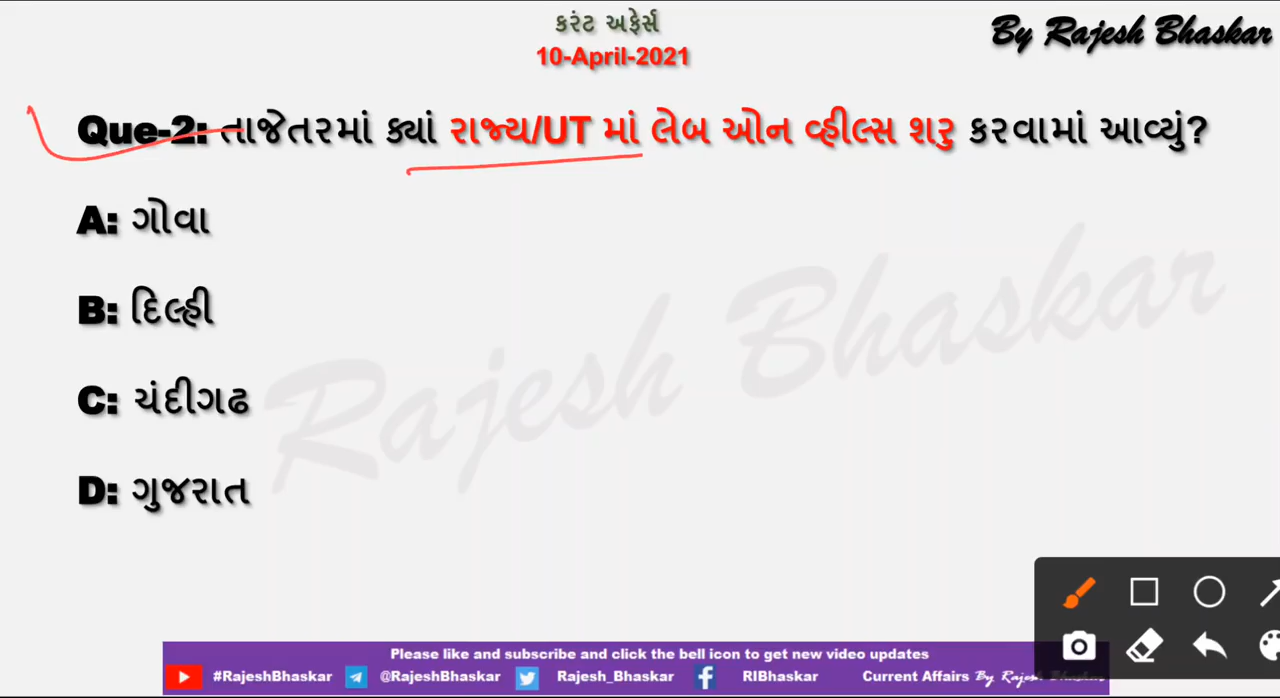 કરંટ અફેર્સ
10-April-2021
By Rajesh Bhaskar
Que-2: તાજેતરમાં ક્યાં રાજ્ય/UT માં લેબ ઓન વ્હીલ્સ શરુ કરવામાં આવ્યું?
A: ગોવા
B: દિલ્હી
C: ચંદીગઢ
D: ગુજરાત
Rajesh Bhaskar
Please like and subscribe and click the bell icon to get new video updates
#RajeshBhaskar @RajeshBhaskar Rajesh_Bhaskar RIBhaskar Current Affairs By Rajesh Bhaskar